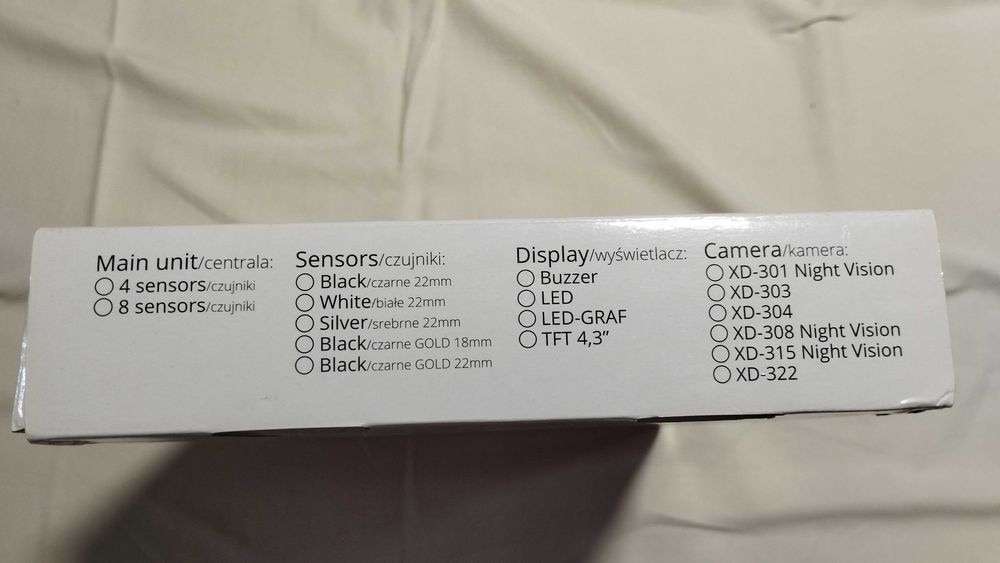 Main unit/centrala:
4 sensors/czujniki
8 sensors/czujniki
Sensors/czujniki:
Black/czarne 22mm
White/białe 22mm
Silver/srebrne 22mm
Black/czarne GOLD 18mm
Black/czarne GOLD 22mm
Display/wyświetlacz:
Buzzer
LED
LED-GRAF
TFT 4,3”
Camera/kamera:
XD-301 Night Vision
XD-303
XD-304
XD-308 Night Vision
XD-315 Night Vision
XD-322